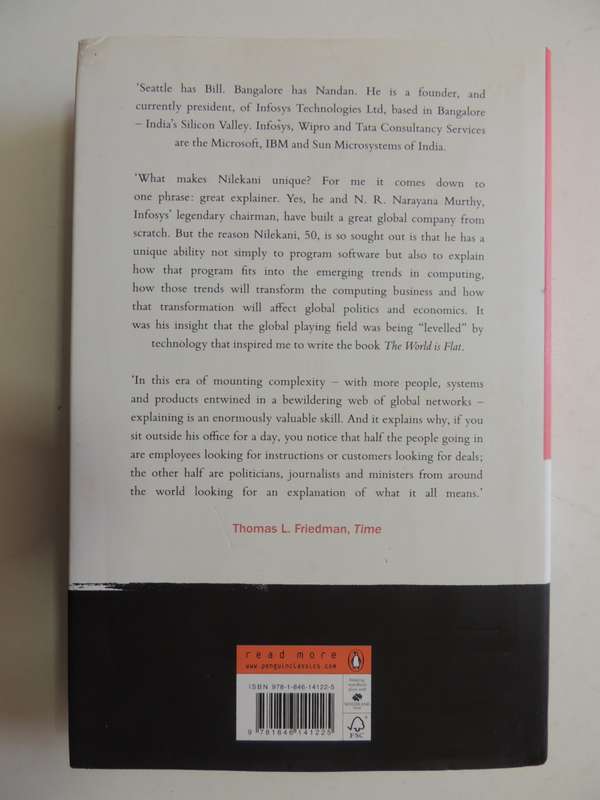 ‘Seattle has Bill. Bangalore has Nandan. He is a founder, and
currently president, of Infosys Technologies Ltd, based in Bangalore
– India’s Silicon Valley. Infosys, Wipro and Tata Consultancy Services
are the Microsoft, IBM and Sun Microsystems of India.
‘What makes Nilekani unique? For me it comes down to
one phrase: great explainer. Yes, he and N. R. Narayana Murthy,
Infosys’ legendary chairman, have built a great global company from
scratch. But the reason Nilekani, 50, is so sought out is that he has a
unique ability not simply to program software but also to explain
how that program fits into the emerging trends in computing,
how those trends will transform the computing business and how
that transformation will affect global politics and economics. It
was his insight that the global playing field was being “levelled” by
technology that inspired me to write the book The World is Flat.
‘In this era of mounting complexity – with more people, systems
and products entwined in a bewildering web of global networks –
explaining is an enormously valuable skill. And it explains why, if you
sit outside his office for a day, you notice that half the people going in
are employees looking for instructions or customers looking for deals;
the other half are politicians, journalists and ministers from around
the world looking for an explanation of what it all means.’
Thomas L. Friedman, Time
read more
www.penguinclassics.com
ISBN 978-1-846-14122-5
9 781846 141225
FSC